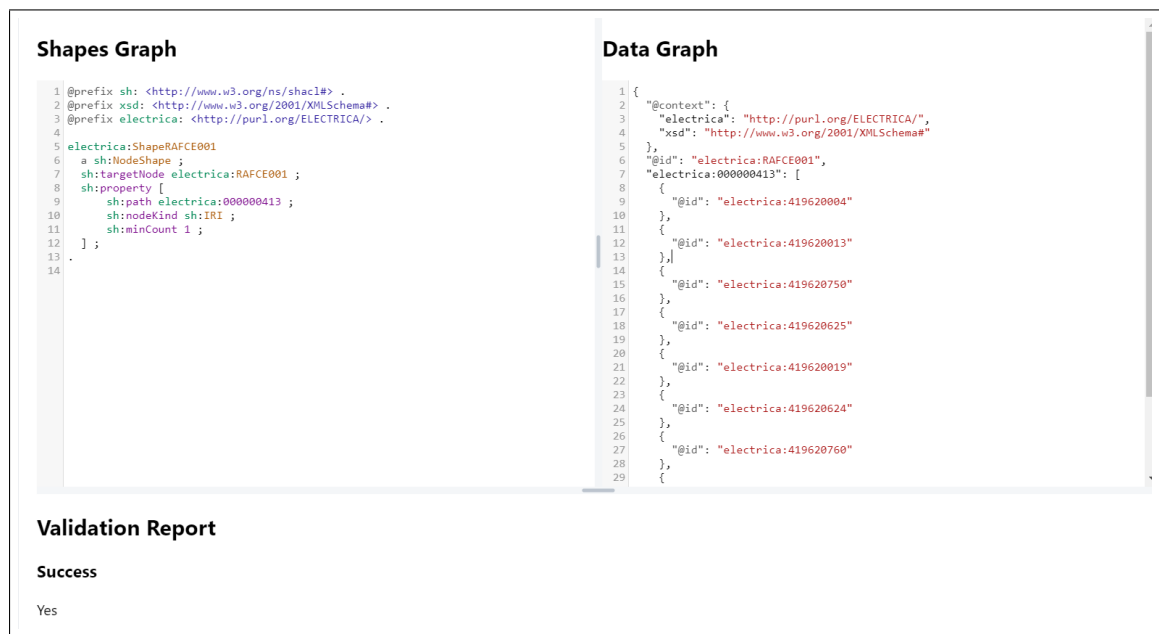 Shapes Graph
1 @prefix sh: <http://www.w3.org/ns/shacl#> .
2 @prefix xsd: <http://www.w3.org/2001/XMLSchema#> .
3 @prefix electrica: <http://purl.org/ELECTRICA/> .
4
5 electrica:ShapeRAFCE001
6 a sh:NodeShape ;
7 sh:targetNode electrica:RAFCE001 ;
8 sh:property [
9 sh:path electrica:000000413 ;
10 sh:nodeKind sh:IRI ;
11 sh:minCount 1 ;
12 ] ;
13 .
14
Data Graph
1 {
2 "@context": {
3 "electrica": "http://purl.org/ELECTRICA/",
4 "xsd": "http://www.w3.org/2001/XMLSchema#"
5 },
6 "@id": "electrica:RAFCE001",
7 "electrica:000000413": [
8 {
9 "@id": "electrica:419620004"
10 },
11 {
12 "@id": "electrica:419620013"
13 },
14 {
15 "@id": "electrica:419620750"
16 },
17 {
18 "@id": "electrica:419620625"
19 },
20 {
21 "@id": "electrica:419620019"
22 },
23 {
24 "@id": "electrica:419620624"
25 },
26 {
27 "@id": "electrica:419620760"
28 },
29 {
Validation Report
Success
Yes